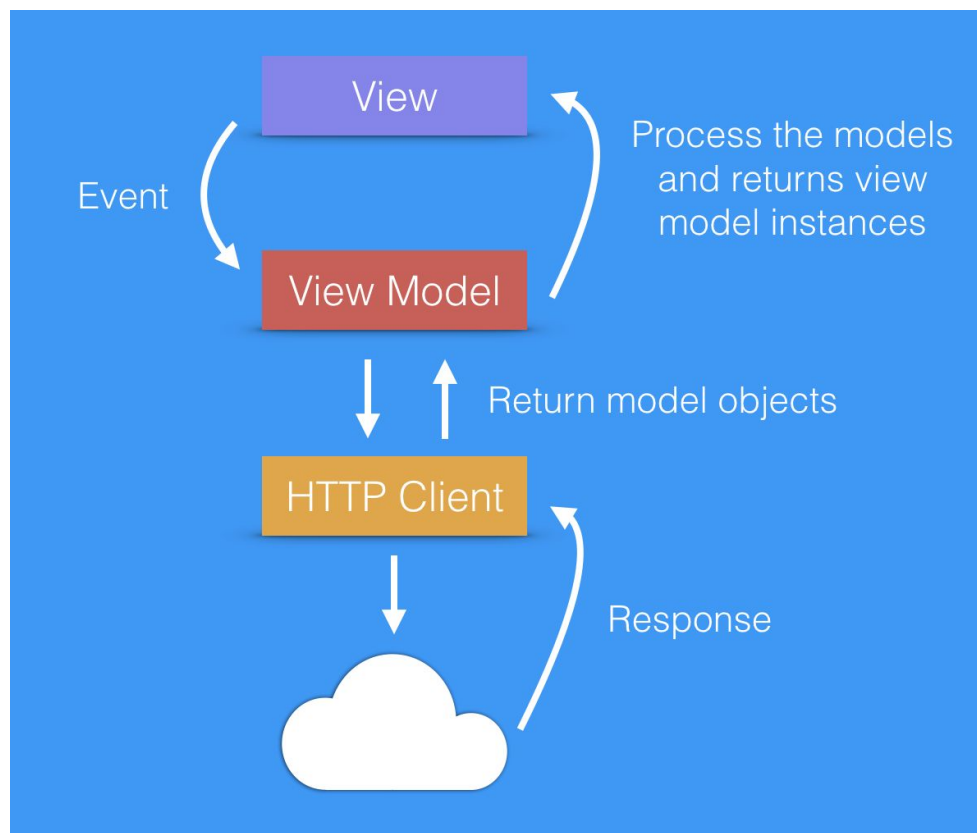 View
Process the models
and returns view
model instances
Event
View Model
Return model objects
HTTP Client
Response